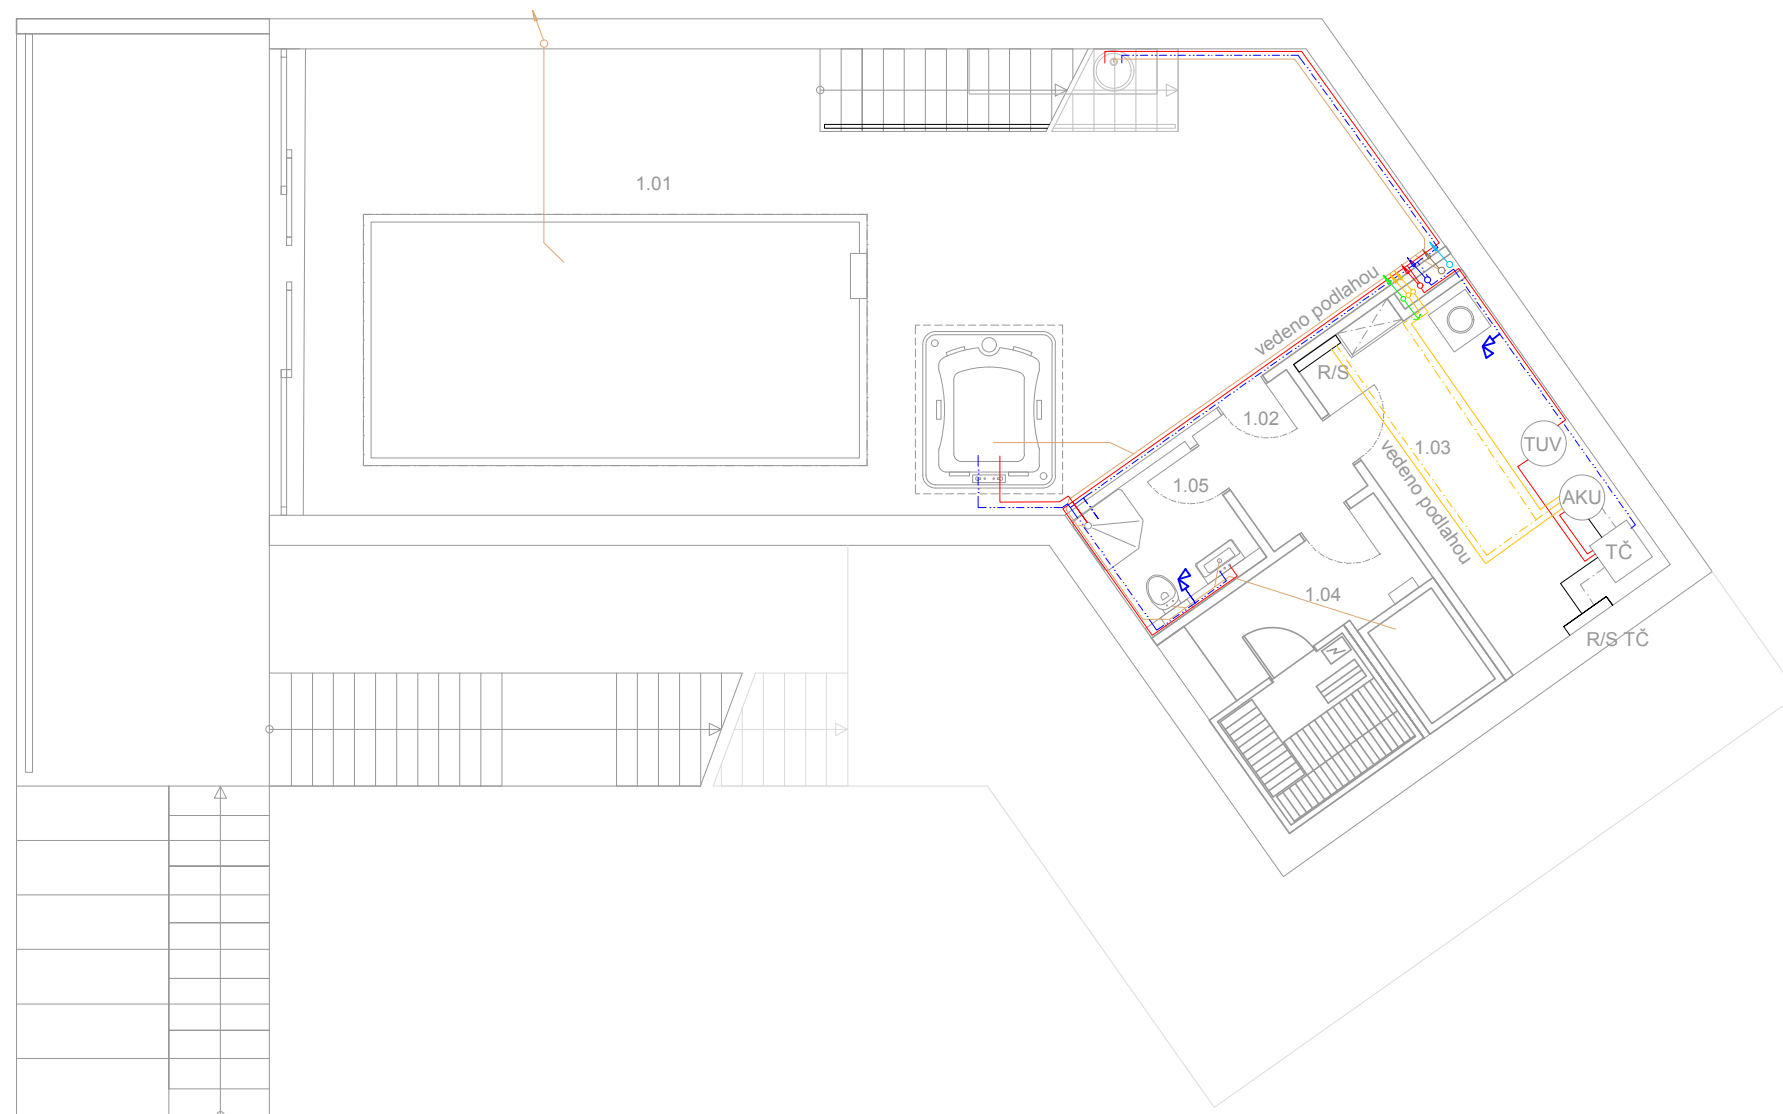 1.01
vedeno podlahou
R/S
1.02
1.03
TUV
vedeno podlahou
1.05
AKU
TČ
1.04
R/S TČ